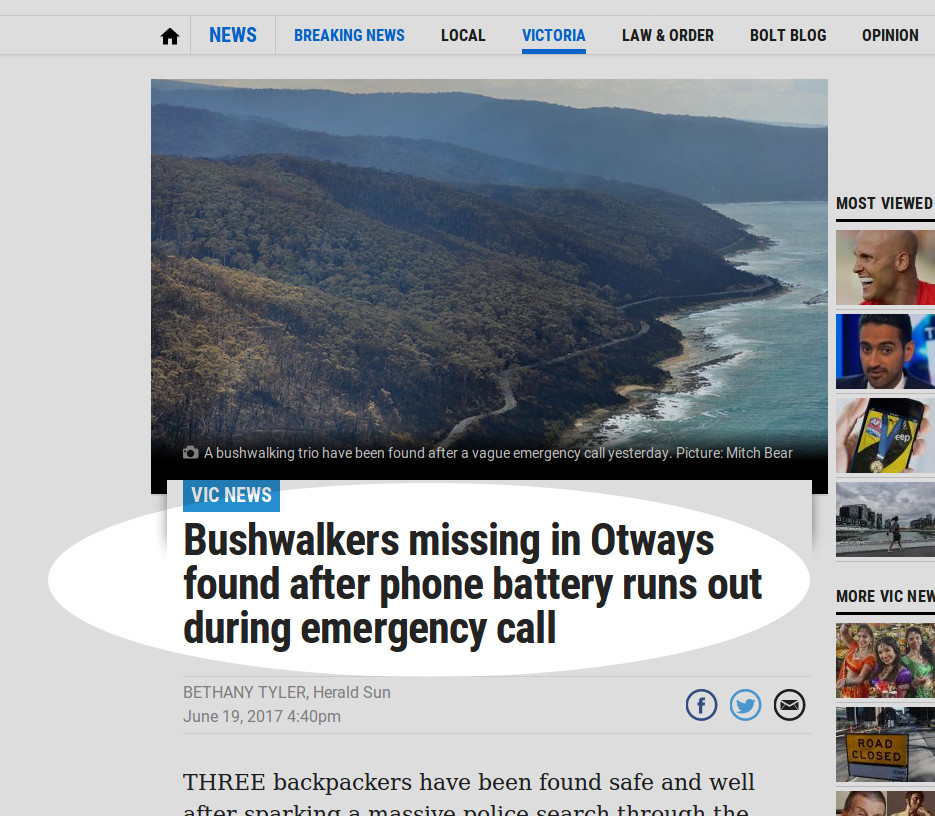 NEWS BREAKING NEWS LOCAL VICTORIA LAW & ORDER BOLT BLOG OPINION
A bushwalking trio have been found after a vague emergency call yesterday. Picture: Mitch Bear
VIC NEWS
Bushwalkers missing in Otways
found after phone battery runs out
during emergency call
BETHANY TYLER, Herald Sun
June 19, 2017 4:40pm
THREE backpackers have been found safe and well
after sparking a massive police search through the
MOST VIEWED
MORE VIC NEW
ROAD
CLOSED